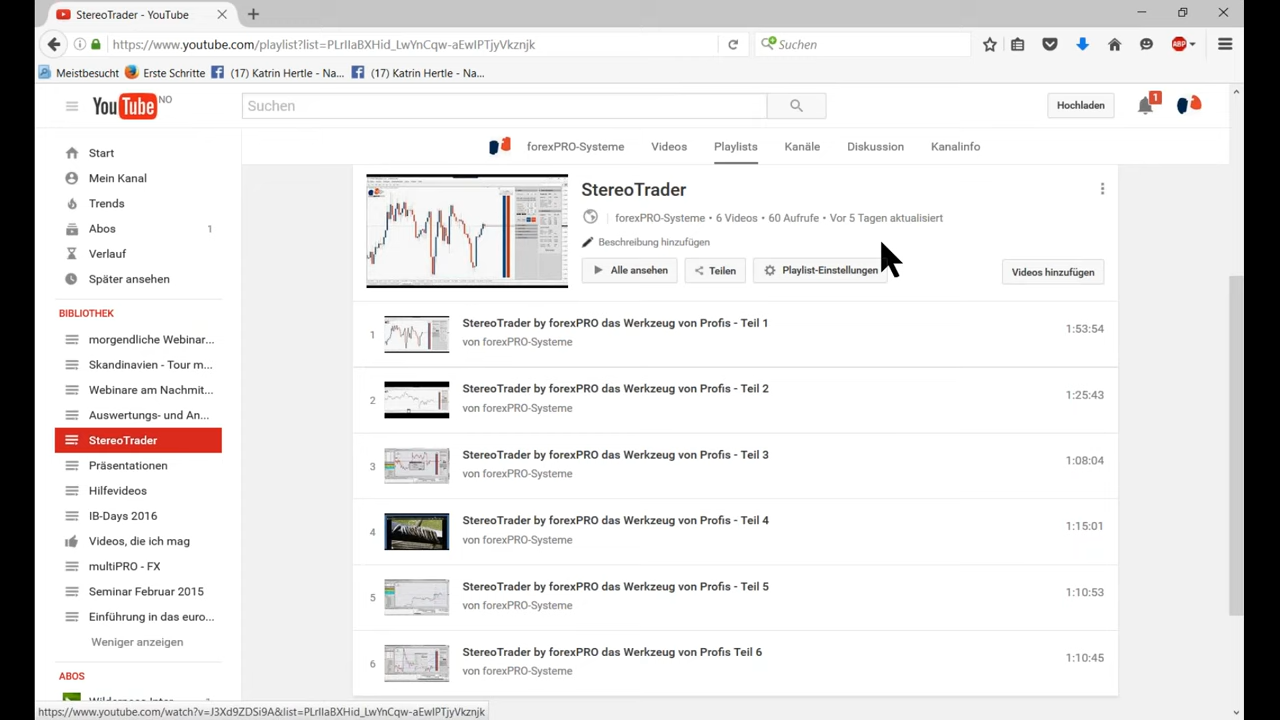 StereoTrader - YouTube
https://www.youtube.com/playlist?list=PLrIIaBXHid_LwYnCqw-aEwIPTjyVkznjk
Suchen
ABP
Meistbesucht
Erste Schritte
(17) Katrin Hertle - Na...
(17) Katrin Hertle - Na...
YouTube NO
Suchen
Hochladen
1
forexPRO-Systeme
Videos
Playlists
Kanäle
Diskussion
Kanalinfo
Start
Mein Kanal
Trends
Abos 1
Verlauf
Später ansehen
BIBLIOTHEK
morgendliche Webinar...
Skandinavien - Tour m...
Webinare am Nachmit...
Auswertungs- und An...
StereoTrader
Präsentationen
Hilfevideos
IB-Days 2016
Videos, die ich mag
multiPRO - FX
Seminar Februar 2015
Einführung in das euro...
Weniger anzeigen
ABOS
StereoTrader
forexPRO-Systeme • 6 Videos • 60 Aufrufe • Vor 5 Tagen aktualisiert
Beschreibung hinzufügen
Alle ansehen
Teilen
Playlist-Einstellungen
Videos hinzufügen
1
StereoTrader by forexPRO das Werkzeug von Profis - Teil 1
von forexPRO-Systeme
1:53:54
2
StereoTrader by forexPRO das Werkzeug von Profis - Teil 2
von forexPRO-Systeme
1:25:43
3
StereoTrader by forexPRO das Werkzeug von Profis - Teil 3
von forexPRO-Systeme
1:08:04
4
StereoTrader by forexPRO das Werkzeug von Profis - Teil 4
von forexPRO-Systeme
1:15:01
5
StereoTrader by forexPRO das Werkzeug von Profis - Teil 5
von forexPRO-Systeme
1:10:53
6
StereoTrader by forexPRO das Werkzeug von Profis Teil 6
von forexPRO-Systeme
1:10:45
https://www.youtube.com/watch?v=J3Xd9ZDSi9A&list=PLrIIaBXHid_LwYnCqw-aEwIPTjyVkznjk